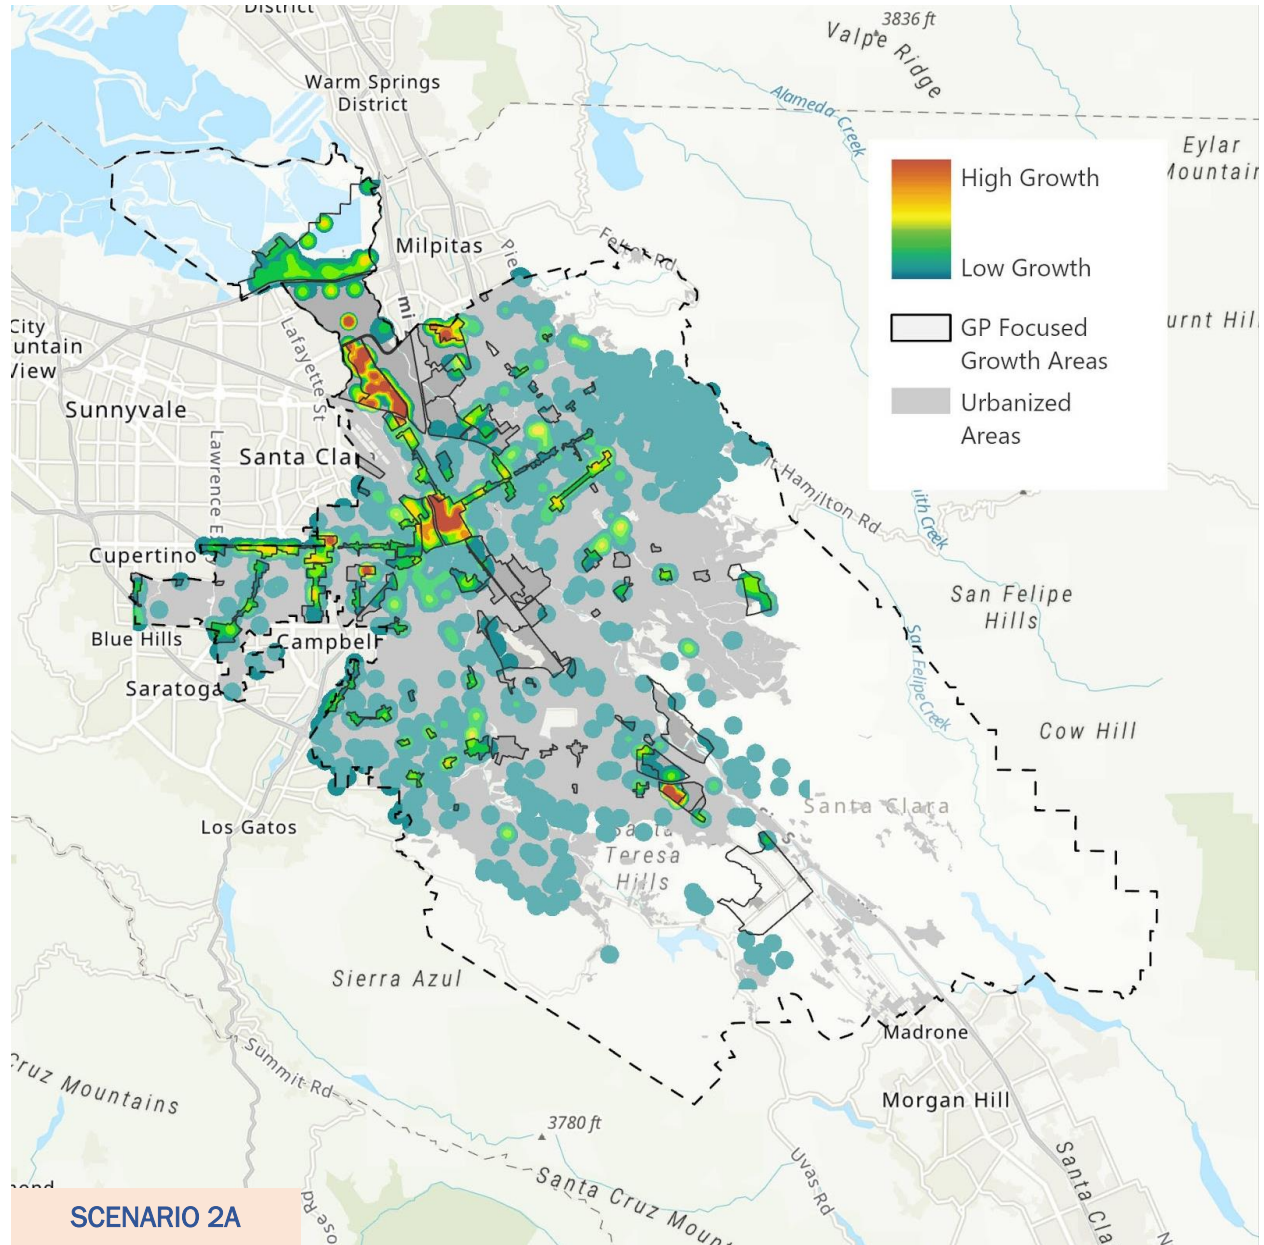 District
3836 ft
Valpe Ridge
Warm Springs
District
Alameda Creek
Eylar
Mountain
High Growth
Milpitas
Low Growth
GP Focused
Growth Areas
City
View
Lafayette St
Urbanized
Areas
Sunnyvale
Lawrence E
Santa Cla
Hamilton Rd
Cupertino
San Felipe
Hills
San Felipe Creek
Blue Hills
Campbell
Saratoga
Cow Hill
Santa Clara
Los Gatos
Teresa
Hills
Sierra Azul
Madrone
Summit Rd
Cruz Mountains
Morgan Hill
3780 ft
Uvas Rd
Santa Cla
Santa Cruz Moun
ose Rd
SCENARIO 2A